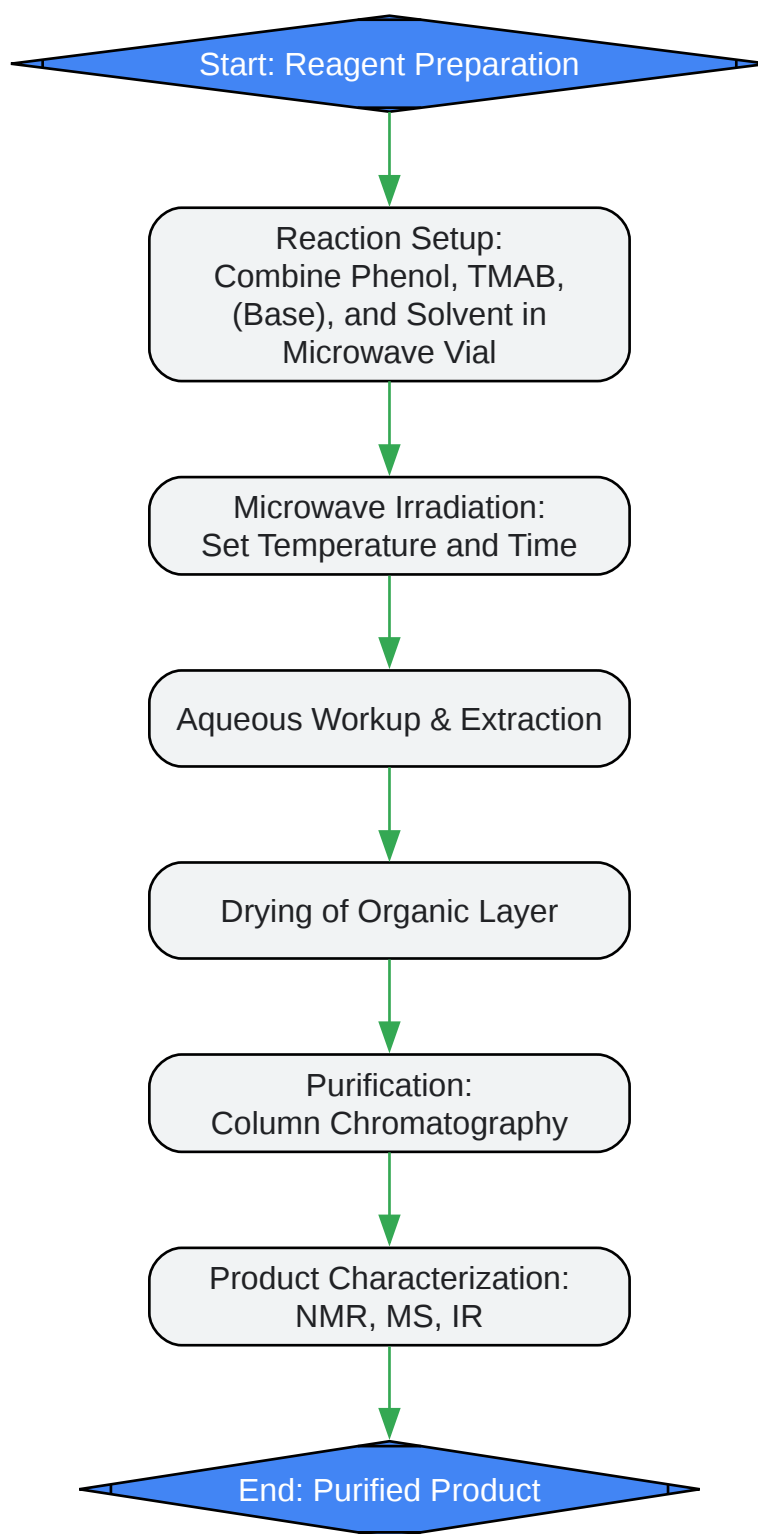 Start: Reagent Preparation
Reaction Setup:
Combine Phenol, TMAB,
(Base), and Solvent in
Microwave Vial
Microwave Irradiation:
Set Temperature and Time
Aqueous Workup & Extraction
Drying of Organic Layer
Purification:
Column Chromatography
Product Characterization:
NMR, MS, IR
End: Purified Product